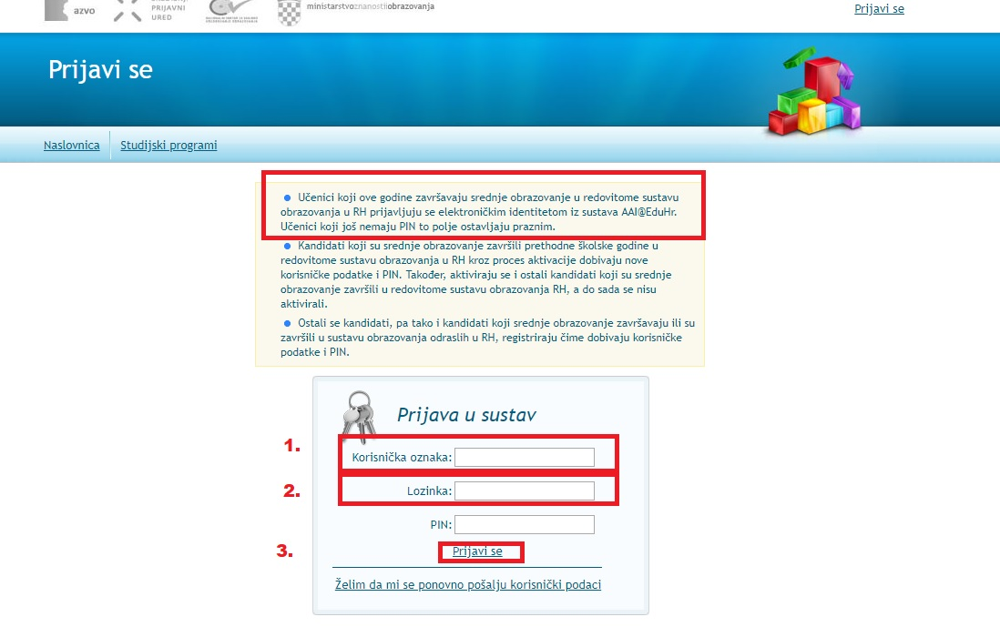 azvo
PRIJAVNI
URED
ministarstvoznanostiiobrazovanja
Prijavi se
Prijavi se
Naslovnica
Studijski programi
Učenici koji ove godine završavaju srednje obrazovanje u redovitome sustavu
obrazovanja u RH prijavljuju se elektroničkim identitetom iz sustava AAI@EduHr.
Učenici koji još nemaju PIN to polje ostavljaju praznim.
Kandidati koji su srednje obrazovanje završili prethodne školske godine u
redovitome sustavu obrazovanja u RH kroz proces aktivacije dobivaju nove
korisničke podatke i PIN. Također, aktiviraju se i ostali kandidati koji su srednje
obrazovanje završili u redovitome sustavu obrazovanja RH, a do sada se nisu
aktivirali.
Ostali se kandidati, pa tako i kandidati koji srednje obrazovanje završavaju ili su
završili u sustavu obrazovanja odraslih u RH, registriraju čime dobivaju korisničke
podatke i PIN.
Prijava u sustav
1.
Korisnička oznaka:
2.
Lozinka:
PIN:
3.
Prijavi se
Želim da mi se ponovno pošalju korisnički podaci